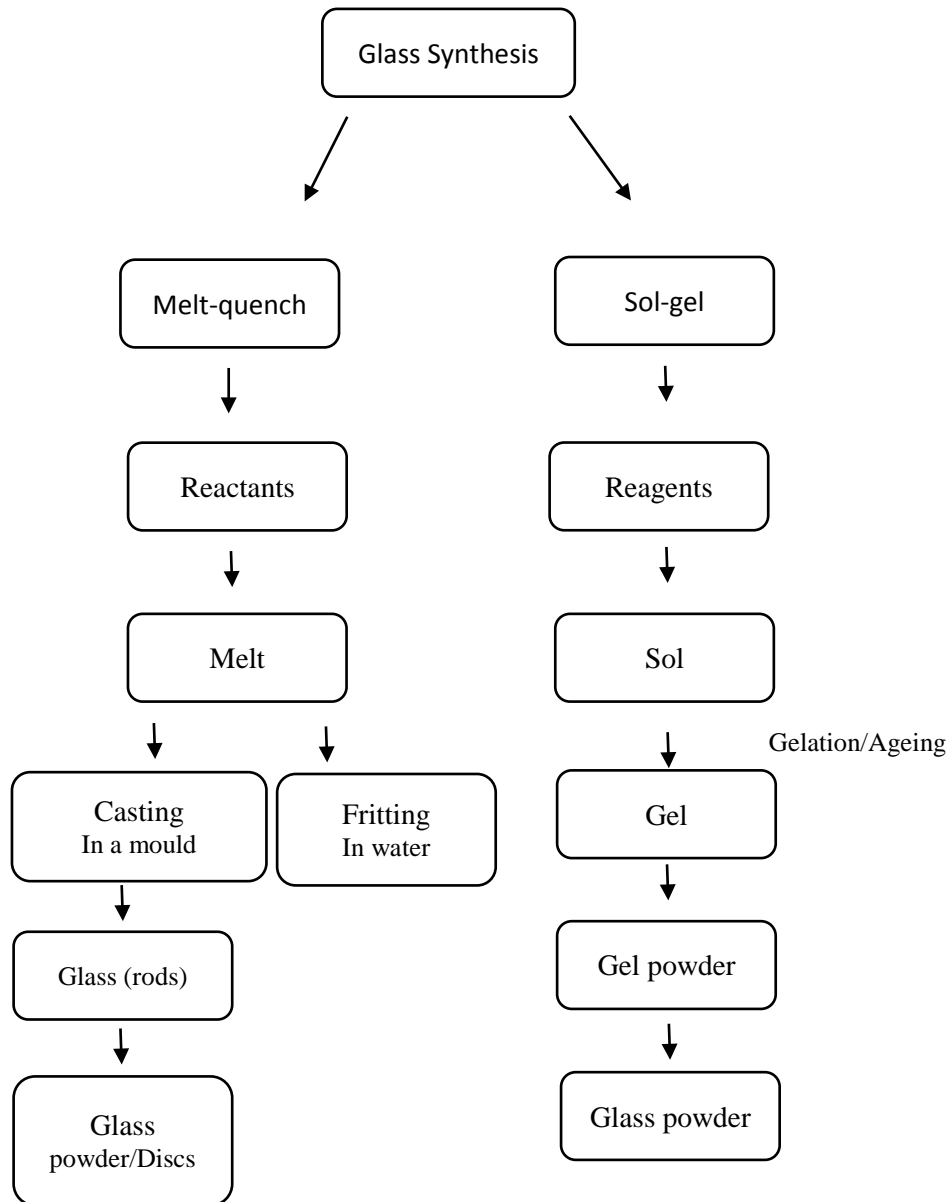 Glass Synthesis
Melt-quench
Sol-gel
Reactants
Reagents
Melt
Sol
Gelation/Ageing
Casting
In a mould
Fritting
In water
Gel
Glass (rods)
Gel powder
Glass
powder/Discs
Glass powder